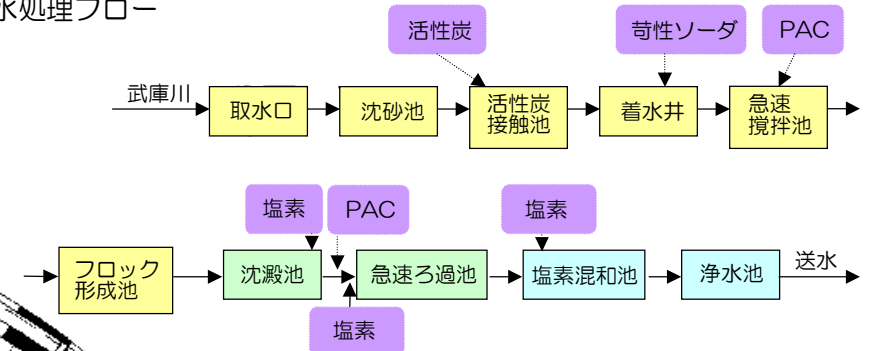 水処理フロー
活性炭
苛性ソーダ
PAC
武庫川
取水口
沈砂池
活性炭
接触池
着水井
急速
撹拌池
塩素
PAC
塩素
フロック
形成池
沈澱池
急速ろ過池
塩素混和池
浄水池
送水
塩素